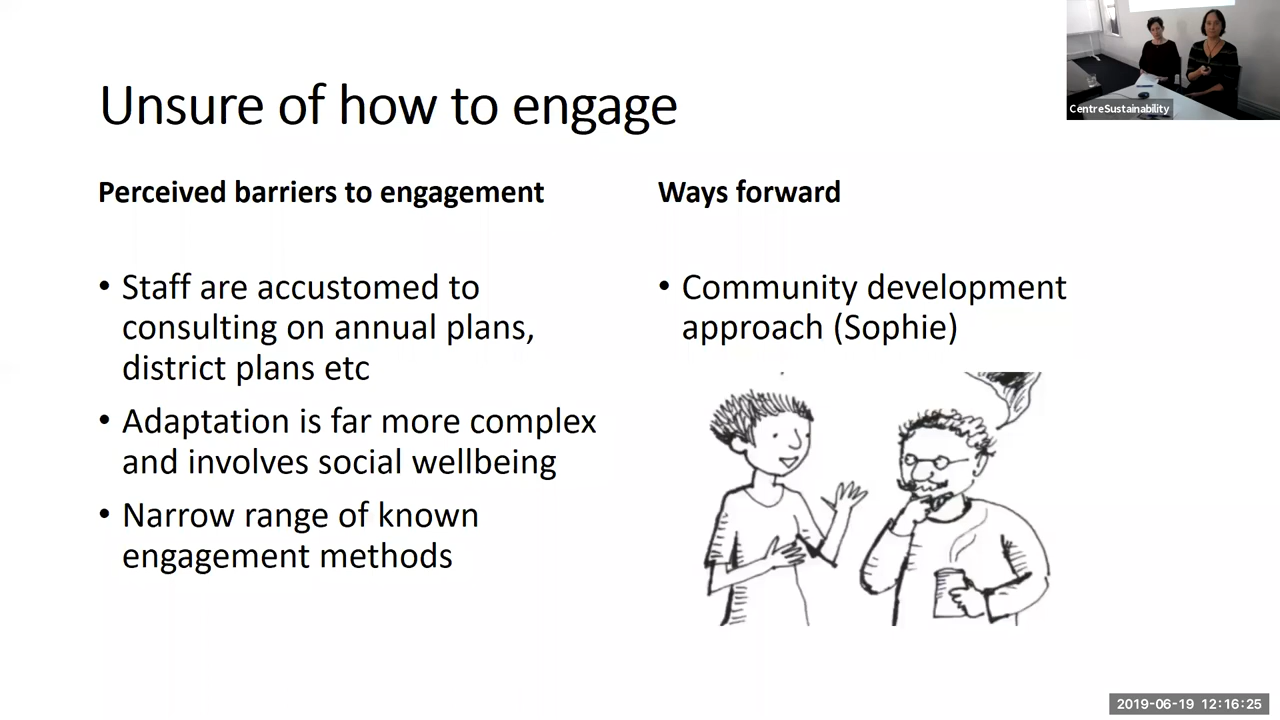 Unsure of how to engage
Perceived barriers to engagement
• Staff are accustomed to
consulting on annual plans,
district plans etc
• Adaptation is far more complex
and involves social wellbeing
• Narrow range of known
engagement methods
Ways forward
• Community development
approach (Sophie)
CentreSustainability
2019-06-19 12:16:25